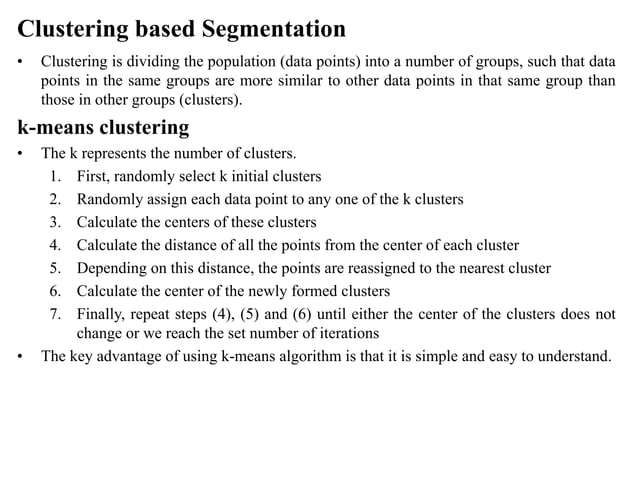 Clustering based Segmentation
• Clustering is dividing the population (data points) into a number of groups, such that data
points in the same groups are more similar to other data points in that same group than
those in other groups (clusters).
k-means clustering
• The k represents the number of clusters.
1. First, randomly select k initial clusters
2. Randomly assign each data point to any one of the k clusters
3. Calculate the centers of these clusters
4. Calculate the distance of all the points from the center of each cluster
5. Depending on this distance, the points are reassigned to the nearest cluster
6. Calculate the center of the newly formed clusters
7. Finally, repeat steps (4), (5) and (6) until either the center of the clusters does not
change or we reach the set number of iterations
• The key advantage of using k-means algorithm is that it is simple and easy to understand.